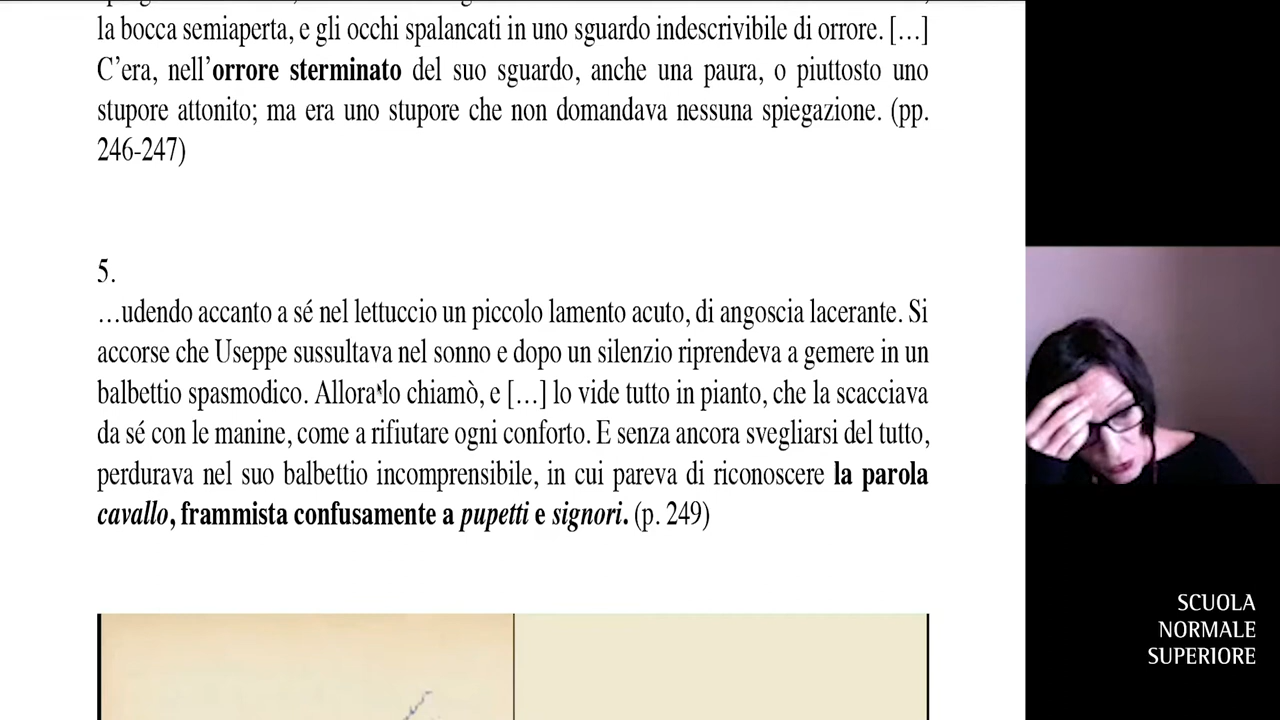 la bocca semiaperta, e gli occhi spalancati in uno sguardo indescrivibile di orrore. […]
C’era, nell’orrore sterminato del suo sguardo, anche una paura, o piuttosto uno
stupore attonito; ma era uno stupore che non domandava nessuna spiegazione. (pp.
246-247)
5.
…udendo accanto a sé nel lettuccio un piccolo lamento acuto, di angoscia lacerante. Si
accorse che Useppe sussultava nel sonno e dopo un silenzio riprendeva a gemere in un
balbettio spasmodico. Allora lo chiamò, e […] lo vide tutto in pianto, che la scacciava
da sé con le manine, come a rifiutare ogni conforto. E senza ancora svegliarsi del tutto,
perdurava nel suo balbettio incomprensibile, in cui pareva di riconoscere la parola
cavallo, frammista confusamente a pupetti e signori. (p. 249)
SCUOLA
NORMALE
SUPERIORE